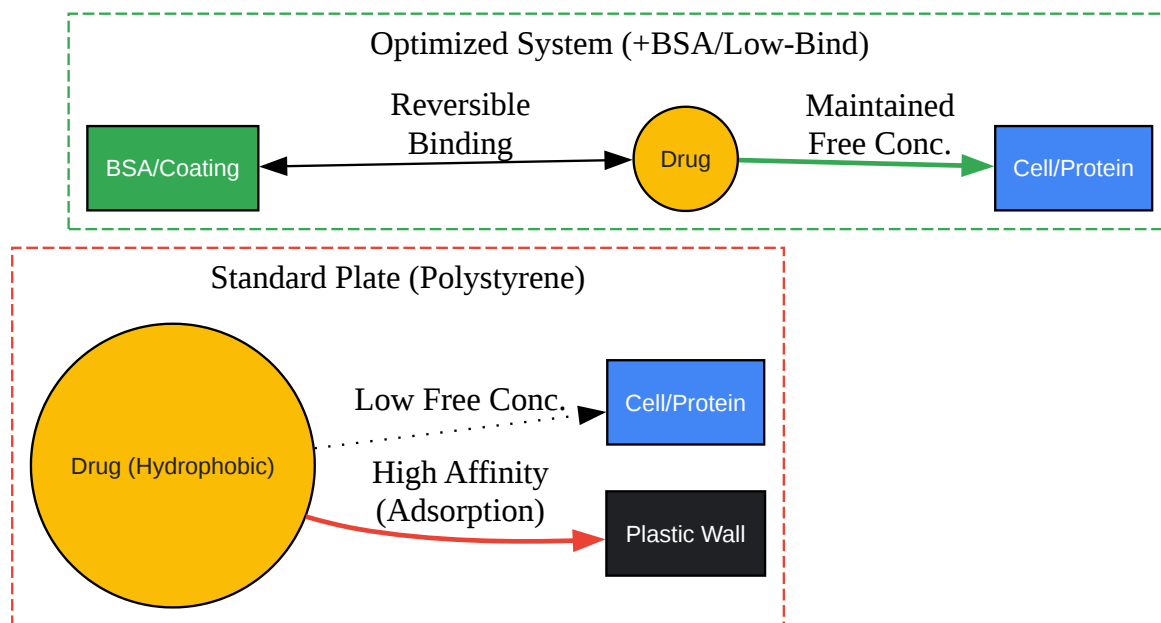 Optimized System (+BSA/Low-Bind)
Reversible
Binding
Maintained
Free Conc.
BSA/Coating
Drug
Cell/Protein
Standard Plate (Polystyrene)
Low Free Conc.
Cell/Protein
Drug (Hydrophobic)
High Affinity
(Adsorption)
Plastic Wall